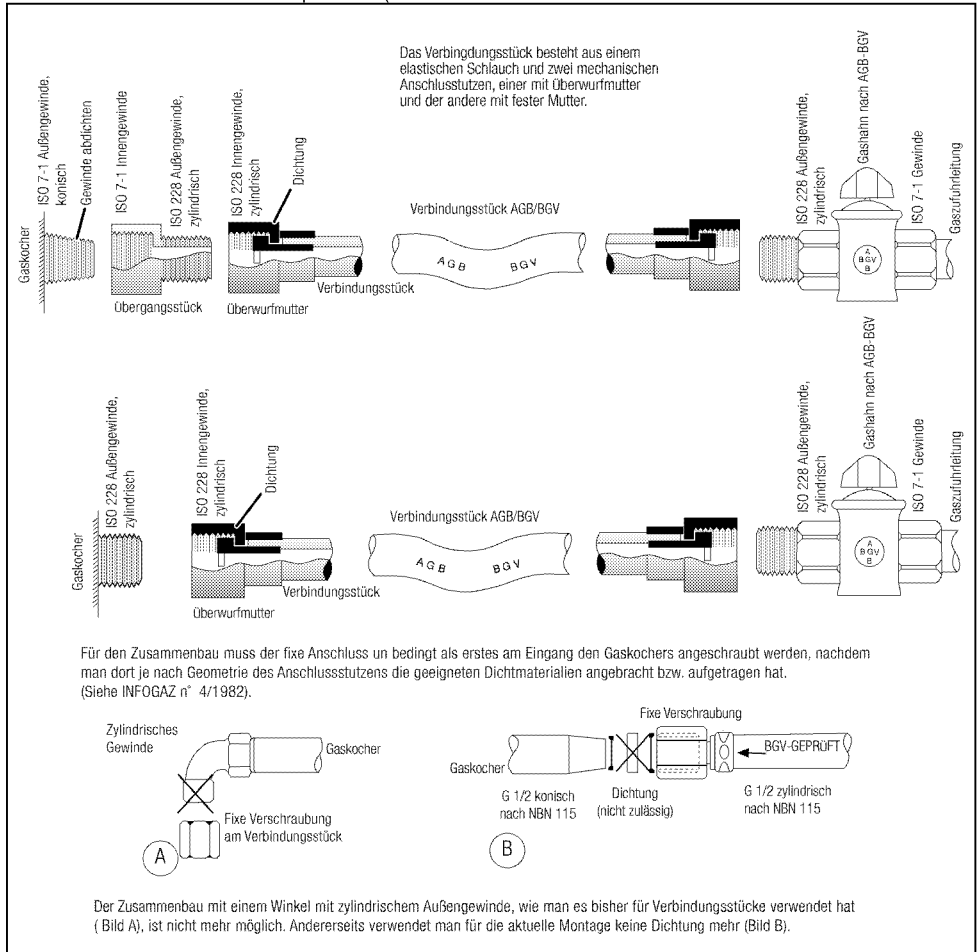 Das Verbingdungsstück besteht aus einem
elastischen Schlauch und zwei mechanischen
Anschlusstutzen, einer mit überwurfmutter
und der andere mit fester Mutter.
Gaskocher
ISO 7-1 Außengewinde,
konisch
Gewinde abdichten
ISO 7-1 Innengewinde
ISO 228 Außengewinde,
zylindrisch
ISO 228 Innengewinde
zylindrisch
Dichtung
Verbindungsstück AGB/BGV
AGB BGV
ISO 228 Außengewinde,
zylindrisch
Gashahn nach AGB-BGV
ISO 7-1 Gewinde
Gaszufuhrleitung
A
BGV
B
Verbindungsstück
übergangsstück
überwurfmutter
Gaskocher
ISO 228 Außengewinde,
zylindrisch
ISO 228 Innengewinde,
zylindrisch
Dichtung
Verbindungsstück AGB/BGV
AGB BGV
ISO 228 Außengewinde,
zylindrisch
Gashahn nach AGB-BGV
ISO 7-1 Gewinde
Gaszufuhrleitung
A
BGV
B
Verbindungsstück
überwurfmutter
Für den Zusammenbau muss der fixe Anschluss un bedingt als erstes am Eingang den Gaskochers angeschraubt werden, nachdem
man dort je nach Geometrie des Anschlussstutzens die geeigneten Dichtmaterialien angebracht bzw. aufgetragen hat.
(Siehe INFOGAZ n° 4/1982).
Zylindrisches
Gewinde
Gaskocher
Fixe Verschraubung
am Verbindungsstück
A
Fixe Verschraubung
BGV-GEPRÜFT
Gaskocher
G 1/2 konisch
nach NBN 115
Dichtung
(nicht zulässig)
G 1/2 zylindrisch
nach NBN 115
B
Der Zusammenbau mit einem Winkel mit zylindrischem Außengewinde, wie man es bisher für Verbindungsstücke verwendet hat
( Bild A), ist nicht mehr möglich. Andererseits verwendet man für die aktuelle Montage keine Dichtung mehr (Bild B).